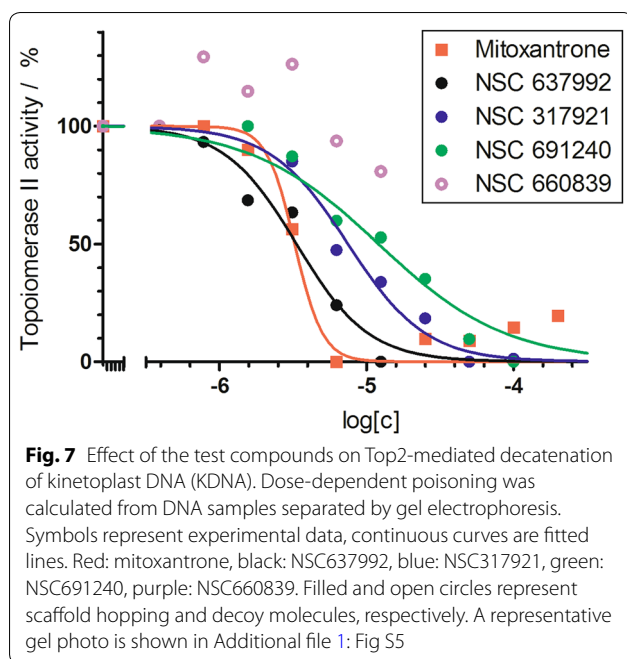 Topoiomerase II activity / %
100
50
0
-6
-5
-4
log[c]
Mitoxantrone
NSC 637992
NSC 317921
NSC 691240
NSC 660839
Fig. 7 Effect of the test compounds on Top2-mediated decatenation
of kinetoplast DNA (KDNA). Dose-dependent poisoning was
calculated from DNA samples separated by gel electrophoresis.
Symbols represent experimental data, continuous curves are fitted
lines. Red: mitoxantrone, black: NSC637992, blue: NSC317921, green:
NSC691240, purple: NSC660839. Filled and open circles represent
scaffold hopping and decoy molecules, respectively. A representative
gel photo is shown in Additional file 1: Fig S5